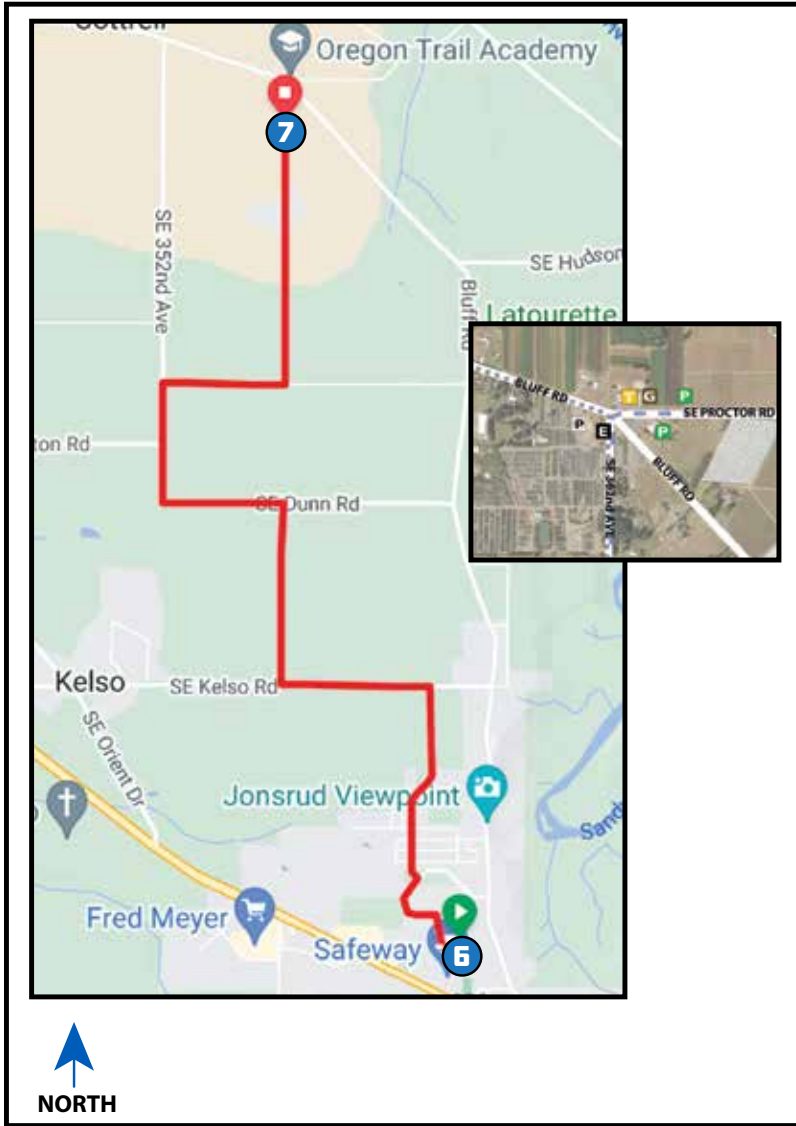 Cottrell
Oregon Trail Academy
7
SE 352nd Ave
SE Hudson
Bluff Rd
Latourette
BLUFF RD
T G P
SE PROCTOR RD
P E P
SE 362nd AVE
BLUFF RD
ton Rd
SE Dunn Rd
Kelso
SE Kelso Rd
SE Orient Dr
Jonsrud Viewpoint
Sand
Fred Meyer
Safeway
6
NORTH